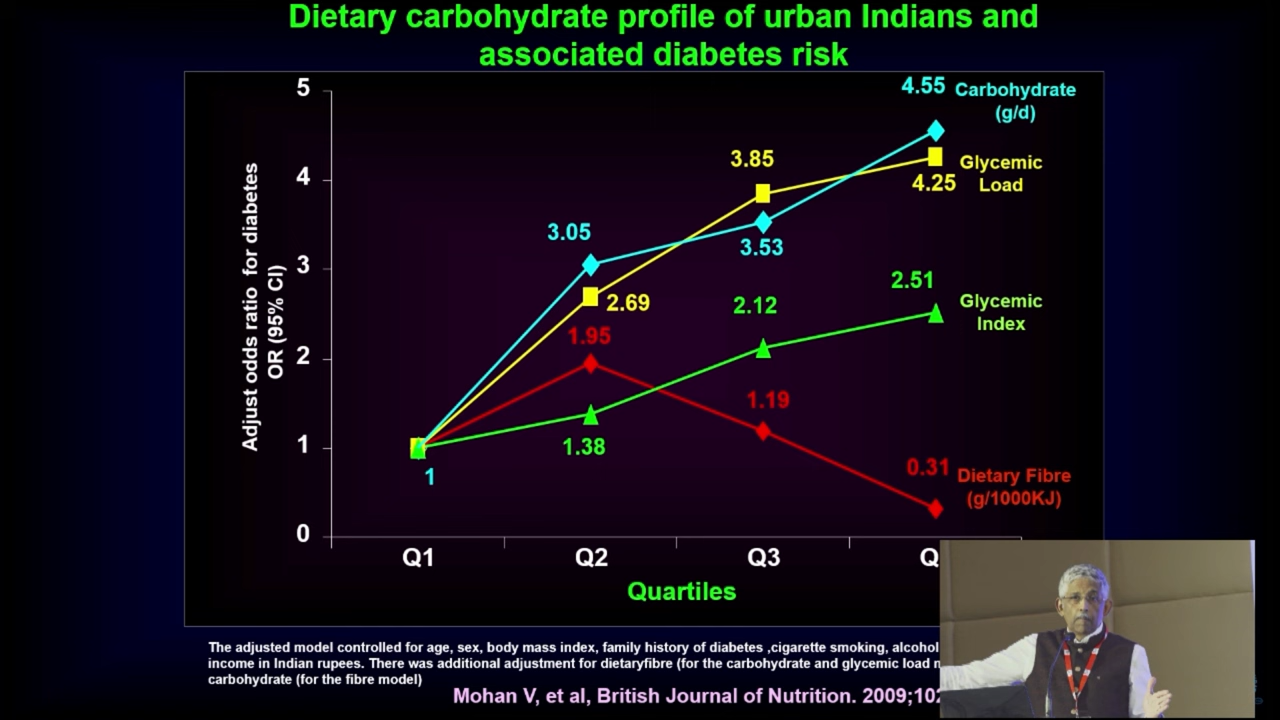 Dietary carbohydrate profile of urban Indians and
associated diabetes risk
Adjust odds ratio for diabetes
OR (95% CI)
5
4
3
2
1
0
4.55
Carbohydrate
(g/d)
3.85
Glycemic
Load
4.25
3.05
3.53
2.69
2.51
2.12
Glycemic
Index
1.95
1.19
1.38
1
0.31
Dietary Fibre
(g/1000KJ)
Q1 Q2 Q3 Q
Quartiles
The adjusted model controlled for age, sex, body mass index, family history of diabetes ,cigarette smoking, alcohol
income in Indian rupees. There was additional adjustment for dietaryfibre (for the carbohydrate and glycemic load
carbohydrate (for the fibre model)
Mohan V, et al, British Journal of Nutrition. 2009;102